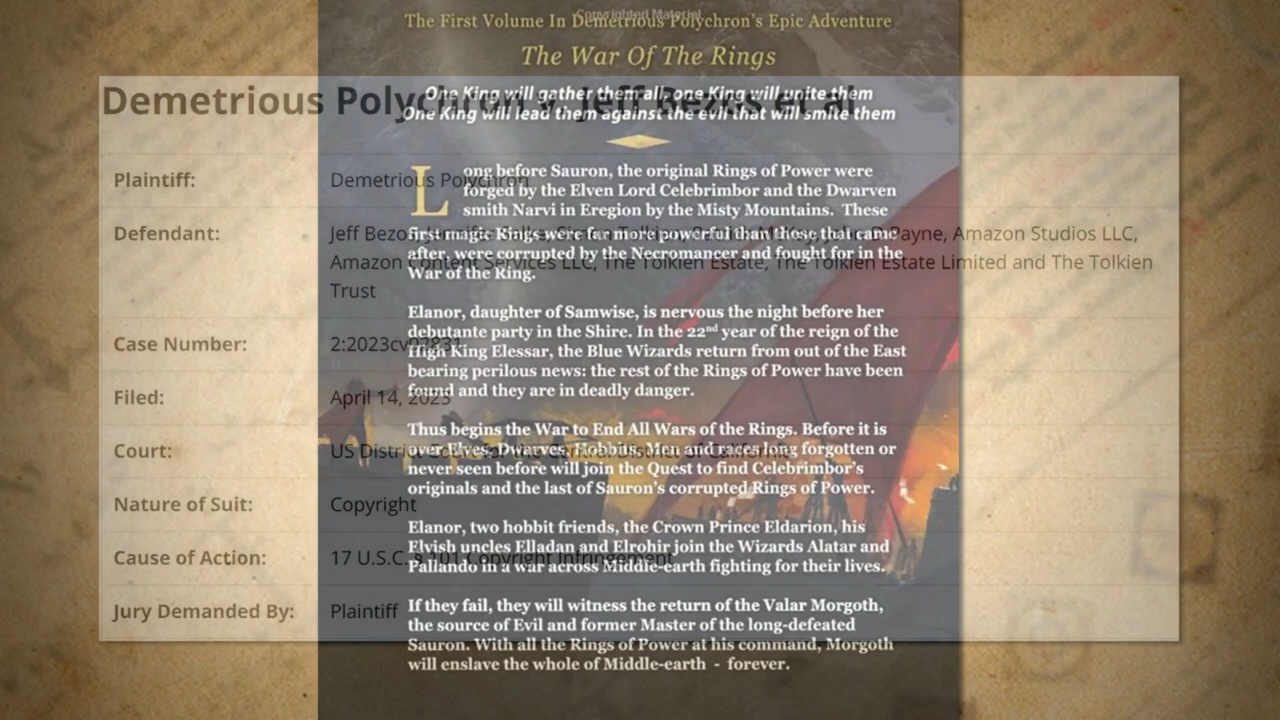 Copyrighted Material
The First Volume In Demetrious Polychron's Epic Adventure
The War Of The Rings
One King will gather them all, one King will unite them
One King will lead them against the evil that will smite them
Demetrious Polychron v. Jeff Bezos et al
Long before Sauron, the original Rings of Power were
forged by the Elven Lord Celebrimbor and the Dwarven
smith Narvi in Eregion by the Misty Mountains. These
first magic Rings were far more powerful than those that came
after, were corrupted by the Necromancer and fought for in the
War of the Ring.
Elanor, daughter of Samwise, is nervous the night before her
debutante party in the Shire. In the 22nd year of the reign of the
High King Elessar, the Blue Wizards return from out of the East
bearing perilous news: the rest of the Rings of Power have been
found and they are in deadly danger.
Thus begins the War to End All Wars of the Rings. Before it is
over Elves, Dwarves, Hobbits, Men and races long forgotten or
never seen before will join the Quest to find Celebrimbor's
originals and the last of Sauron's corrupted Rings of Power.
Elanor, two hobbit friends, the Crown Prince Eldarion, his
Elvish uncles Elladan and Elrohir join the Wizards Alatar and
Pallando in a war across Middle-earth fighting for their lives.
If they fail, they will witness the return of the Valar Morgoth,
the source of Evil and former Master of the long-defeated
Sauron. With all the Rings of Power at his command, Morgoth
will enslave the whole of Middle-earth - forever.
Plaintiff: Demetrious Polychron
Defendant: Jeff Bezos, Payne, Amazon Studios LLC,
Amazon Content Services LLC, The Tolkien Estate, The Tolkien Estate Limited and The Tolkien
Trust
Case Number: 2:2023cv02831
Filed: April 14, 2023
Court: US District Court for the Central District of California
Nature of Suit: Copyright
Cause of Action: 17 U.S.C. § 101 Copyright Infringement
Jury Demanded By: Plaintiff